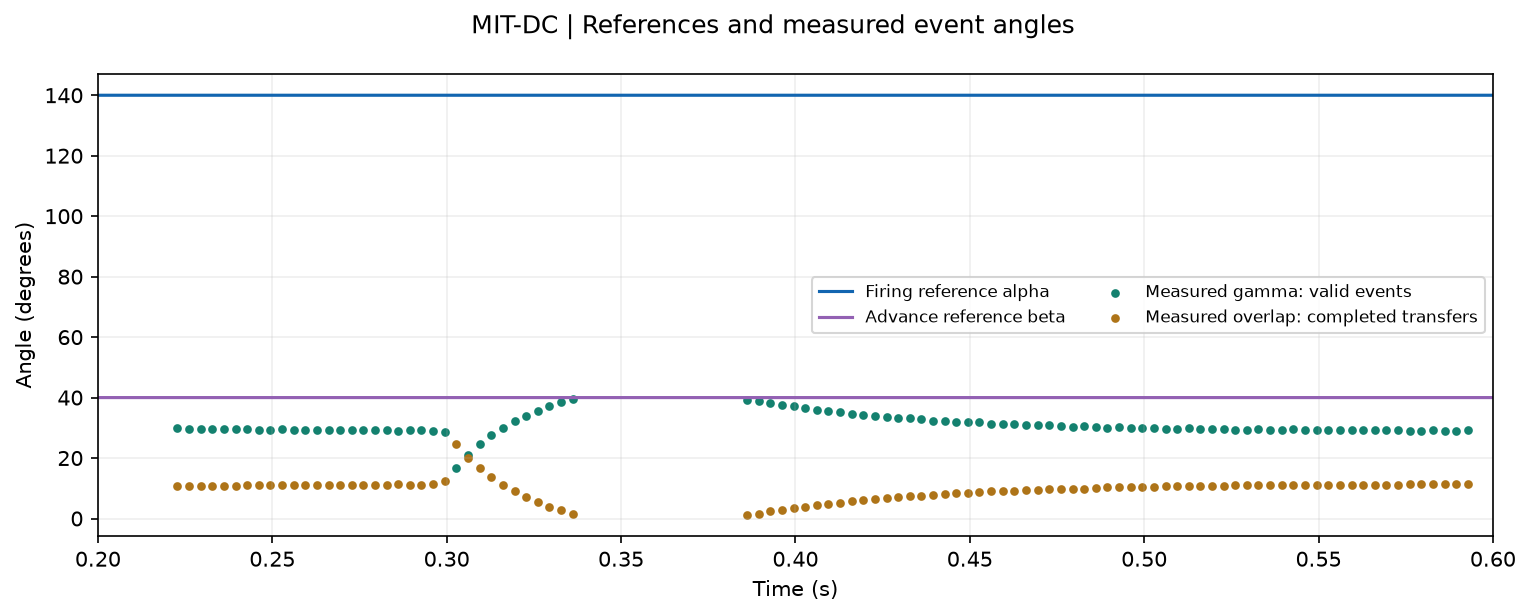 MIT-DC | References and measured event angles
Angle (degrees)
140
120
100
80
60
40
20
0
Firing reference alpha
Advance reference beta
Measured gamma: valid events
Measured overlap: completed transfers
0.20 0.25 0.30 0.35 0.40 0.45 0.50 0.55 0.60
Time (s)